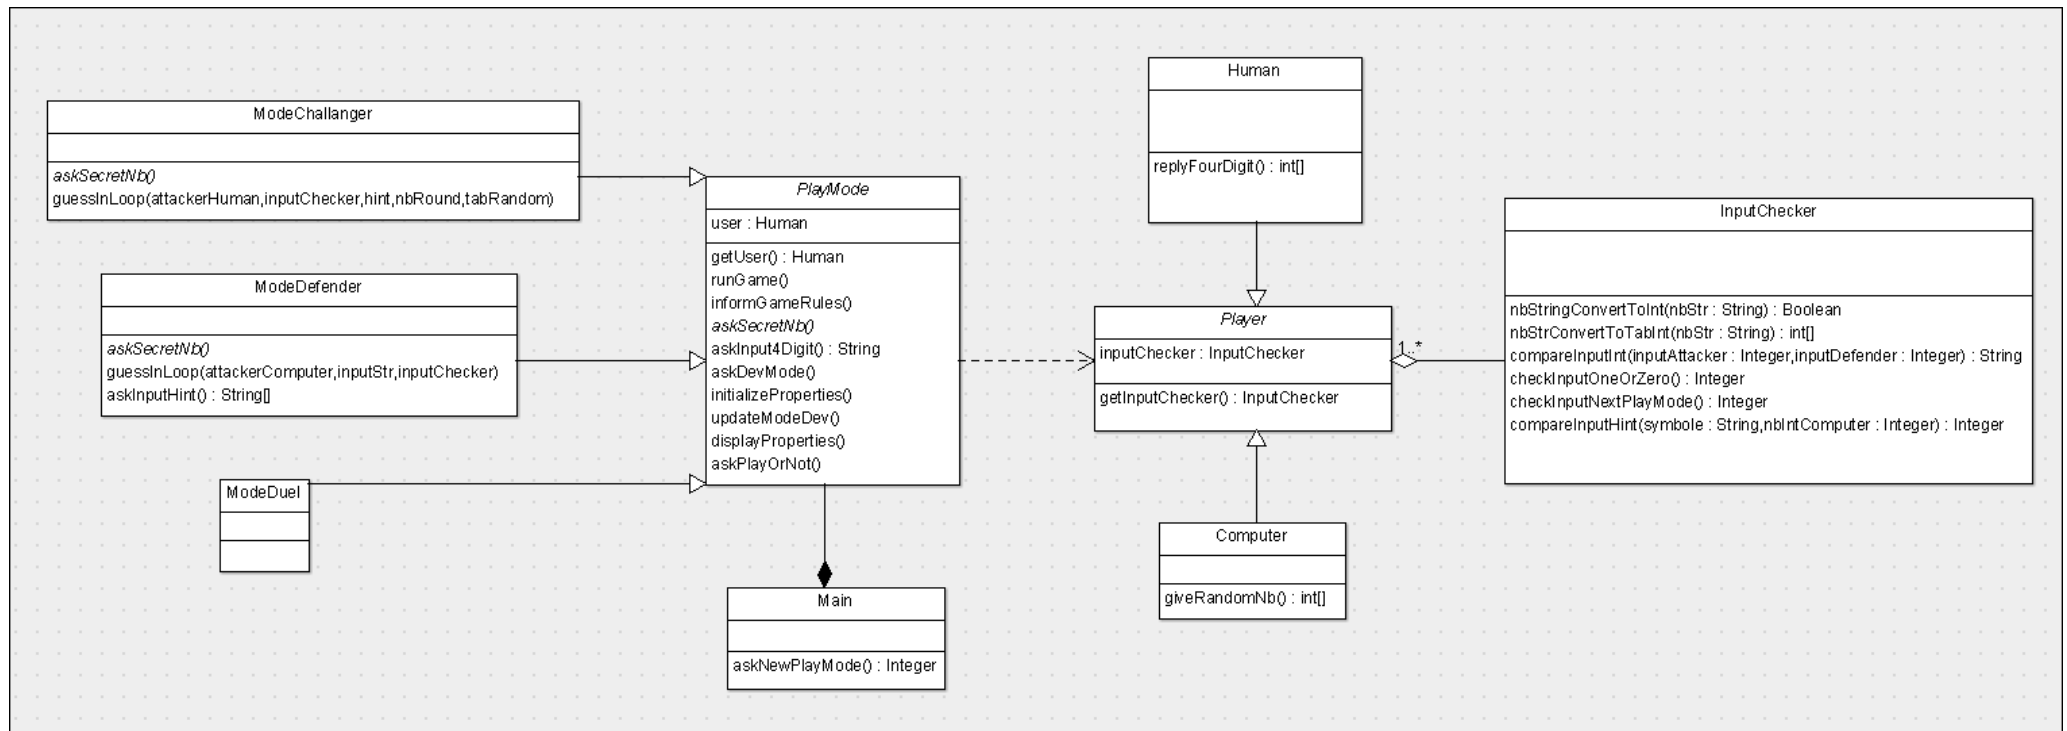 ModeChallanger
askSecretNb()
guessInLoop(attackerHuman,inputChecker,hint,nbRound,tabRandom)
ModeDefender
askSecretNb()
guessInLoop(attackerComputer,inputStr,inputChecker)
askInputHint() : String[]
ModeDuel
PlayMode
user : Human
getUser() : Human
runGame()
informGameRules()
askSecretNb()
askInput4Digit() : String
askDevMode()
initializeProperties()
updateModeDev()
displayProperties()
askPlayOrNot()
Main
askNewPlayMode() : Integer
Human
replyFourDigit() : int[]
Player
inputChecker : InputChecker
getInputChecker() : InputChecker
1..*
Computer
giveRandomNb() : int[]
InputChecker
nbStringConvertToInt(nbStr : String) : Boolean
nbStrConvertToTabInt(nbStr : String) : int[]
compareInputInt(inputAttacker : Integer,inputDefender : Integer) : String
checkInputOneOrZero() : Integer
checkInputNextPlayMode() : Integer
compareInputHint(symbole : String,nbIntComputer : Integer) : Integer